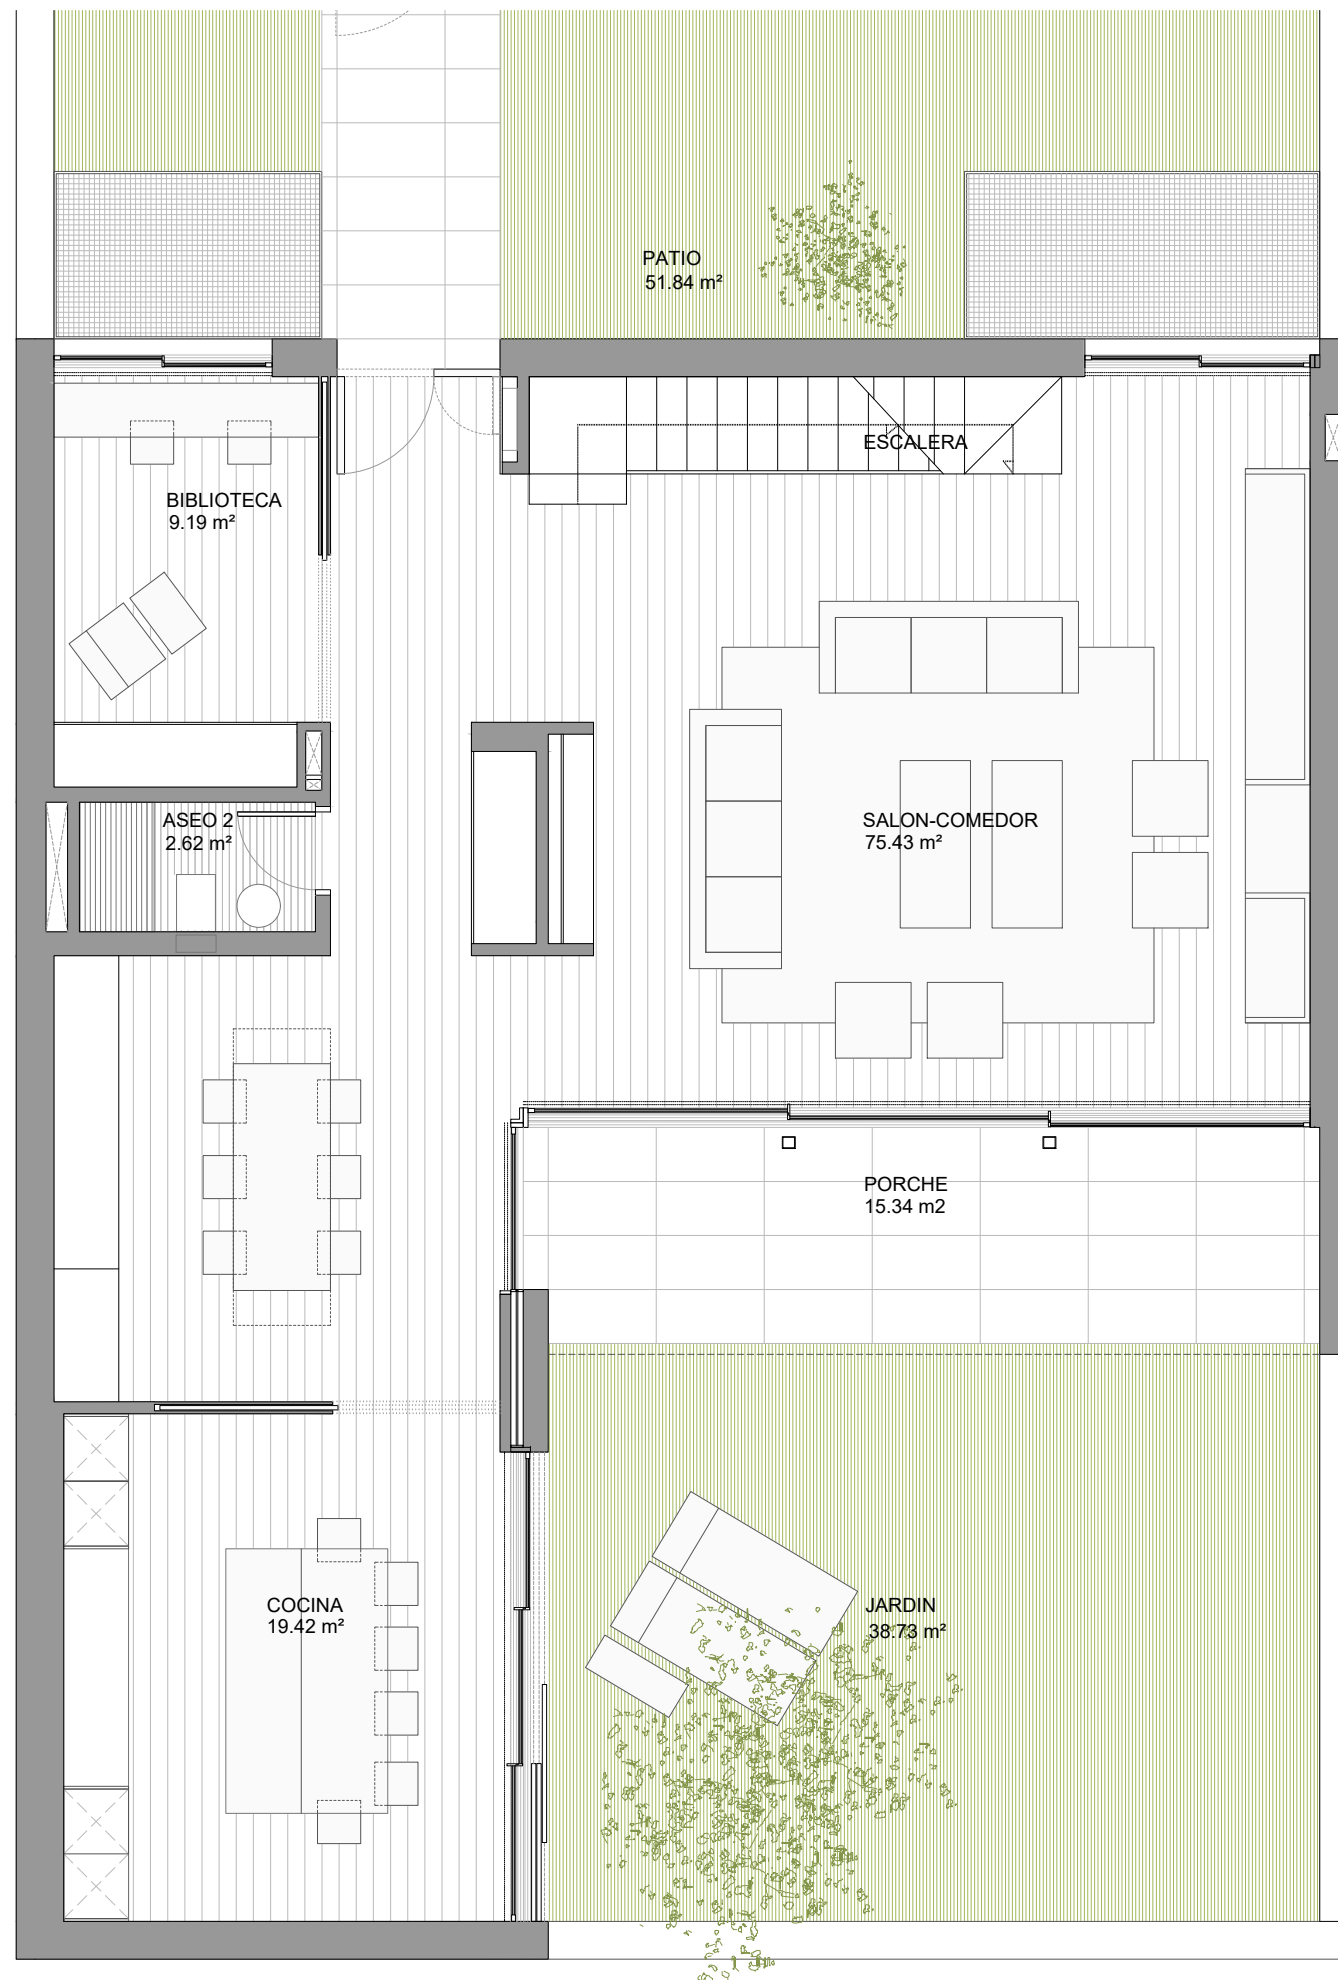 PATIO
51.84 m²
ESCALERA
BIBLIOTECA
9.19 m²
ASEO 2
2.62 m²
SALON-COMEDOR
75.43 m²
PORCHE
15.34 m2
COCINA
19.42 m²
JARDIN
38.73 m²